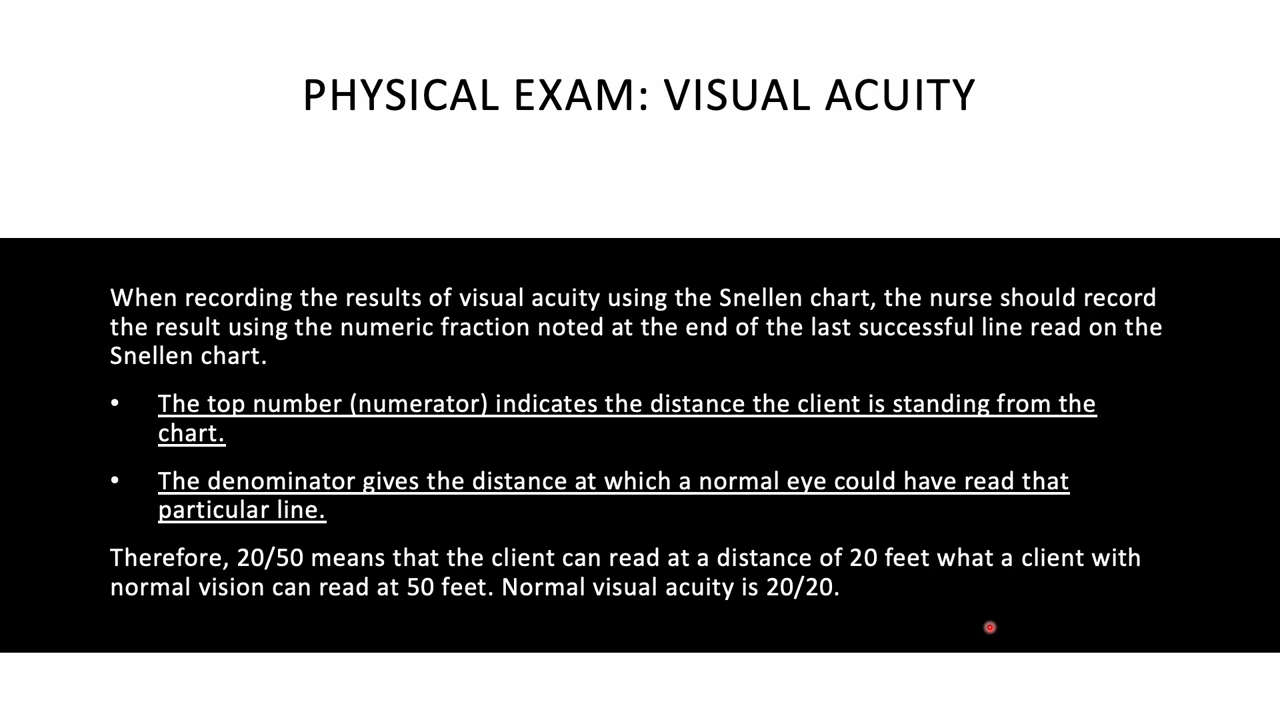 PHYSICAL EXAM: VISUAL ACUITY
When recording the results of visual acuity using the Snellen chart, the nurse should record
the result using the numeric fraction noted at the end of the last successful line read on the
Snellen chart.
• The top number (numerator) indicates the distance the client is standing from the
chart.
• The denominator gives the distance at which a normal eye could have read that
particular line.
Therefore, 20/50 means that the client can read at a distance of 20 feet what a client with
normal vision can read at 50 feet. Normal visual acuity is 20/20.